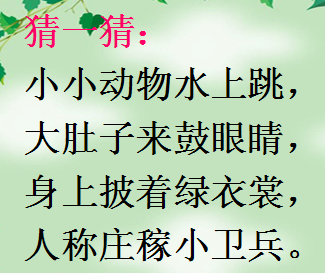 猜一猜：
小小动物水上跳，
大肚子来鼓眼睛，
身上披着绿衣裳，
人称庄稼小卫兵。